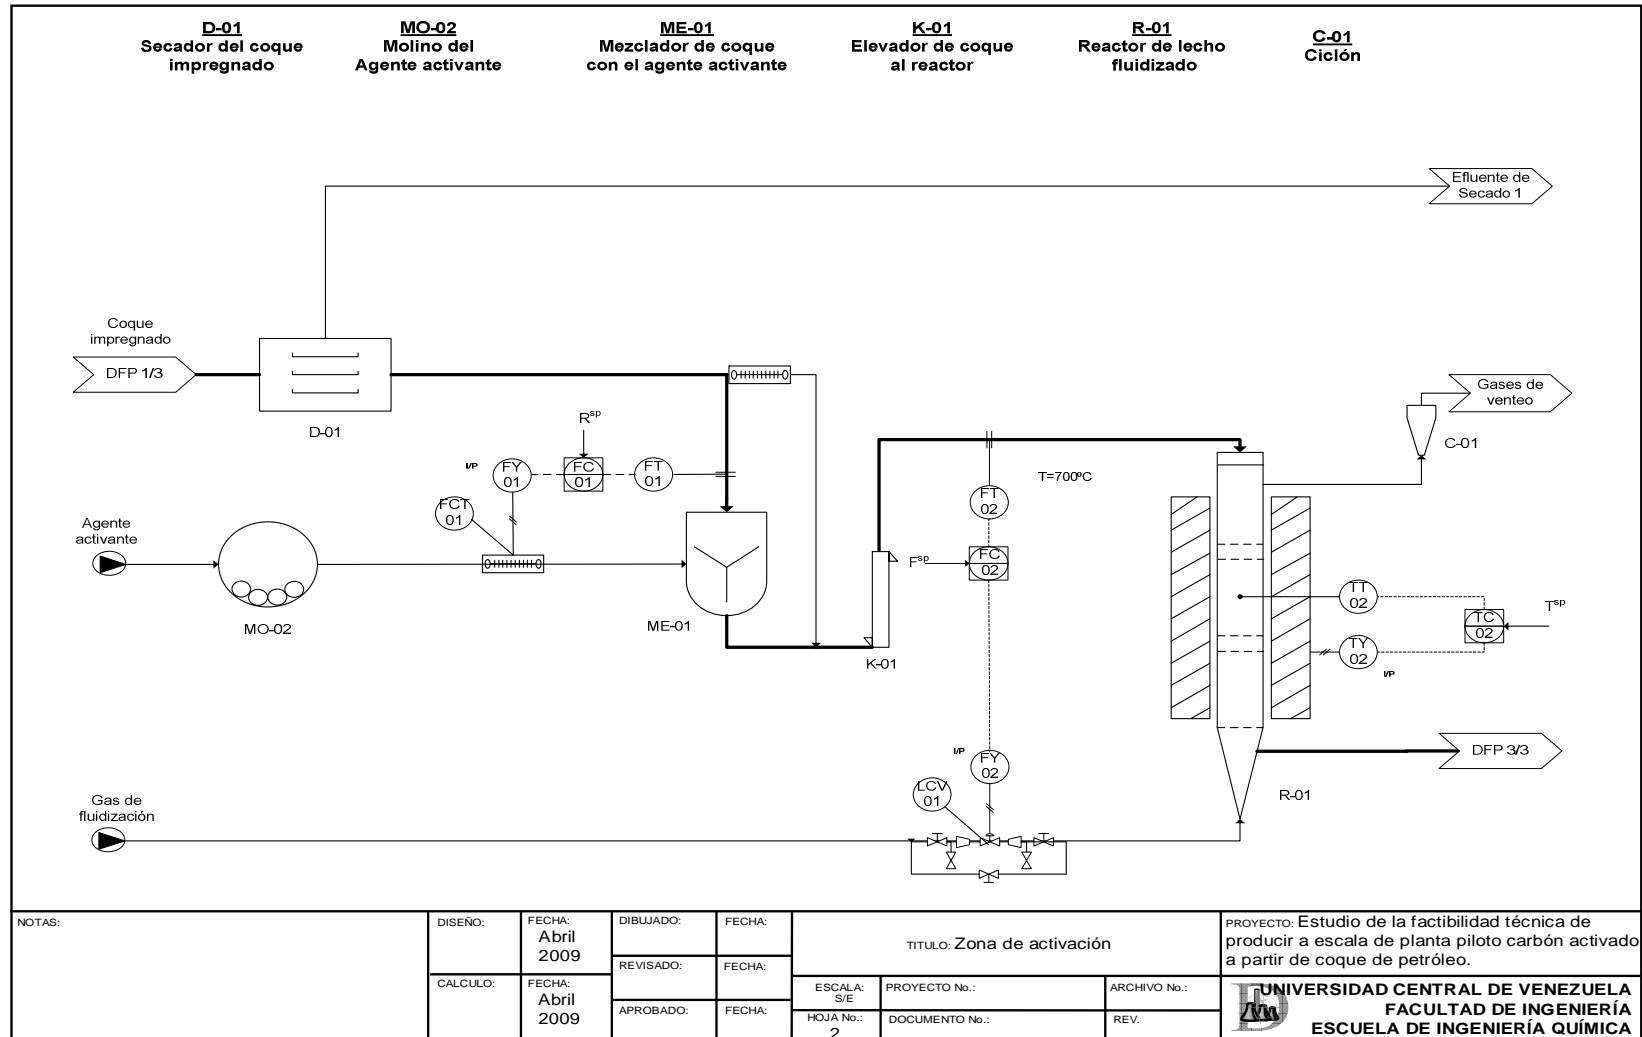 D-01
Secador del coque
impregnado
MO-02
Molino del
Agente activante
ME-01
Mezclador de coque
con el agente activante
K-01
Elevador de coque
al reactor
R-01
Reactor de lecho
fluidizado
C-01
Ciclón
Efluente de
Secado 1
Coque
impregnado
DFP 1/3
D-01
Rsp
I/P
FY
01
FC
01
FT
01
FCT
01
Agente
activante
MO-02
ME-01
K-01
FT
02
T=700ºC
Fsp
FC
02
I/P
FY
02
LCV
01
Gases de
venteo
C-01
TT
02
TC
02
Tsp
TY
02
I/P
DFP 3/3
R-01
Gas de
fluidización
NOTAS:
DISEÑO:
FECHA:
Abril
2009
CALCULO:
FECHA:
Abril
2009
DIBUJADO:
FECHA:
REVISADO:
FECHA:
APROBADO:
FECHA:
TITULO: Zona de activación
ESCALA:
S/E
PROYECTO No.:
ARCHIVO No.:
HOJA No.:
2
DOCUMENTO No.:
REV.
PROYECTO: Estudio de la factibilidad técnica de
producir a escala de planta piloto carbón activado
a partir de coque de petróleo.
UNIVERSIDAD CENTRAL DE VENEZUELA
FACULTAD DE INGENIERÍA
ESCUELA DE INGENIERÍA QUÍMICA